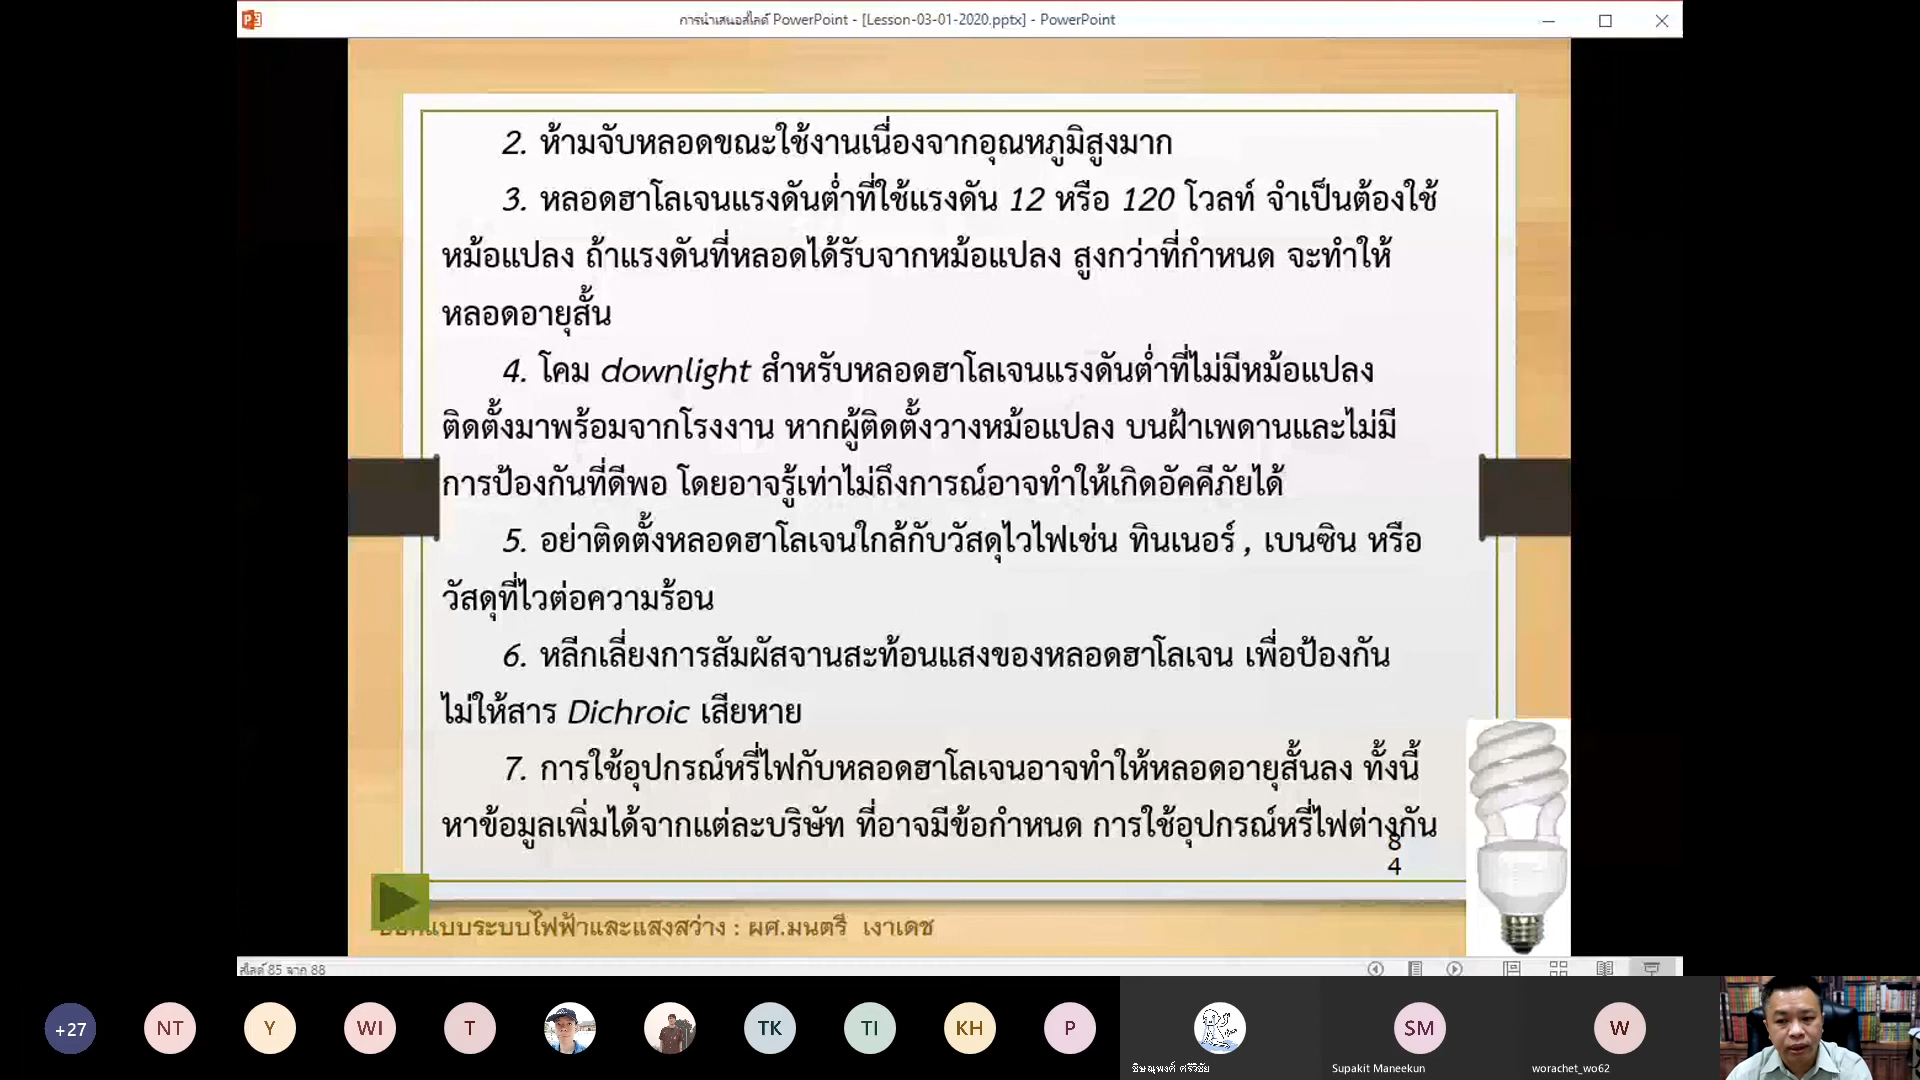 การนำเสนอสไลด์ PowerPoint - [Lesson-03-01-2020.pptx] - PowerPoint
2. ห้ามจับหลอดขณะใช้งานเนื่องจากอุณหภูมิสูงมาก
3. หลอดฮาโลเจนแรงดันต่ำที่ใช้แรงดัน 12 หรือ 120 โวลท์ จำเป็นต้องใช้
หม้อแปลง ถ้าแรงดันที่หลอดได้รับจากหม้อแปลง สูงกว่าที่กำหนด จะทำให้
หลอดอายุสั้น
4. โคม downlight สำหรับหลอดฮาโลเจนแรงดันต่ำที่ไม่มีหม้อแปลง
ติดตั้งมาพร้อมจากโรงงาน หากผู้ติดตั้งวางหม้อแปลง บนฝ้าเพดานและไม่มี
การป้องกันที่ดีพอ โดยอาจรู้เท่าไม่ถึงการณ์อาจทำให้เกิดอัคคีภัยได้
5. อย่าติดตั้งหลอดฮาโลเจนใกล้กับวัสดุไวไฟเช่น ทินเนอร์ , เบนซิน หรือ
วัสดุที่ไวต่อความร้อน
6. หลีกเลี่ยงการสัมผัสจานสะท้อนแสงของหลอดฮาโลเจน เพื่อป้องกัน
ไม่ให้สาร Dichroic เสียหาย
7. การใช้อุปกรณ์หรี่ไฟกับหลอดฮาโลเจนอาจทำให้หลอดอายุสั้นลง ทั้งนี้
หาข้อมูลเพิ่มได้จากแต่ละบริษัท ที่อาจมีข้อกำหนด การใช้อุปกรณ์หรี่ไฟต่างกัน
8
4
ออกแบบระบบไฟฟ้าและแสงสว่าง : ผศ.มนตรี เงาเดช
สไลด์ 85 จาก 88
+27
NT
Y
WI
T
TK
TI
KH
P
SM
W
Supakit Maneekun
worachet_wo62